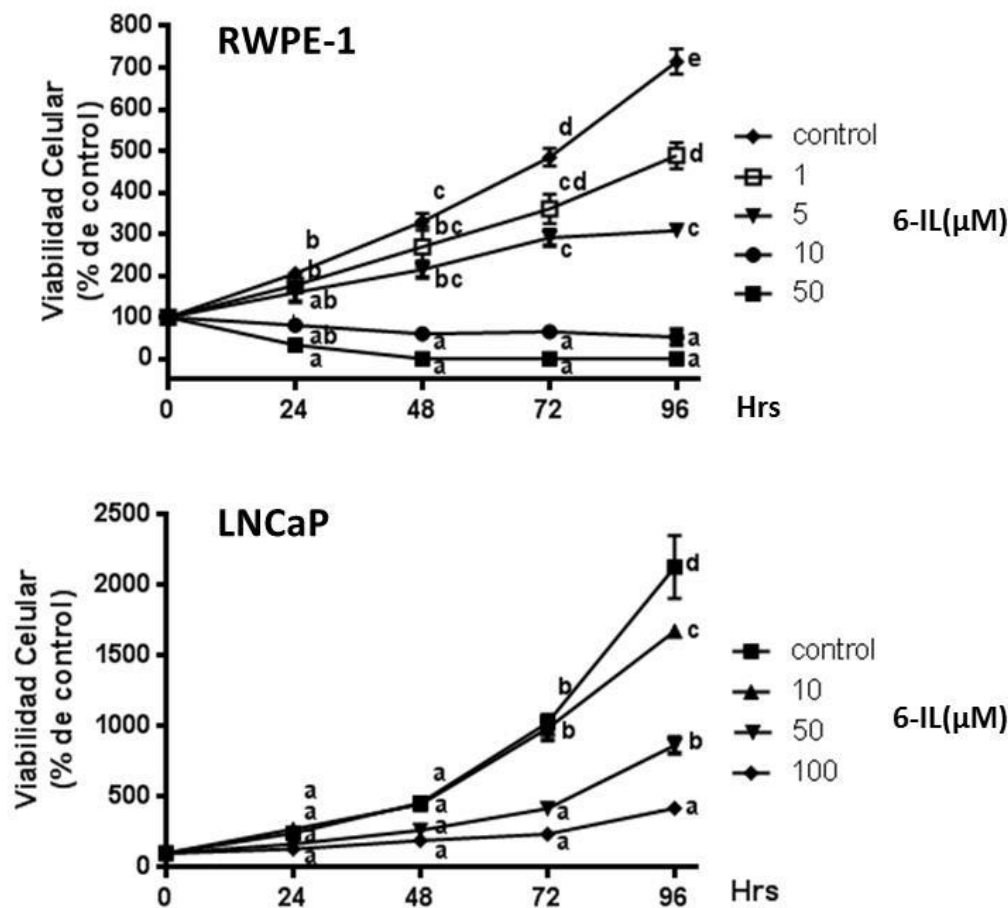 RWPE-1
Viabilidad Celular
(% de control)
800
700
600
500
400
300
200
100
0
b
b
ab
ab
a
c
bc
bc
a
a
d
cd
c
a
a
e
d
c
a
a
0 24 48 72 96 Hrs
control
1
5
10
50
6-IL(µM)
LNCaP
Viabilidad Celular
(% de control)
2500
2000
1500
1000
500
0
a
a
a
a
a
a
a
a
b
b
a
a
d
c
b
a
0 24 48 72 96 Hrs
control
10
50
100
6-IL(µM)